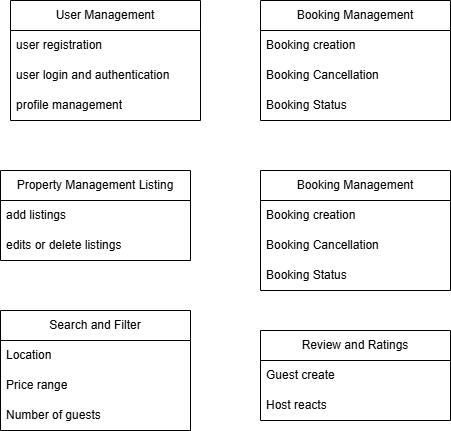 User Management
user registration
user login and authentication
profile management
Booking Management
Booking creation
Booking Cancellation
Booking Status
Property Management Listing
add listings
edits or delete listings
Booking Management
Booking creation
Booking Cancellation
Booking Status
Search and Filter
Location
Price range
Number of guests
Review and Ratings
Guest create
Host reacts